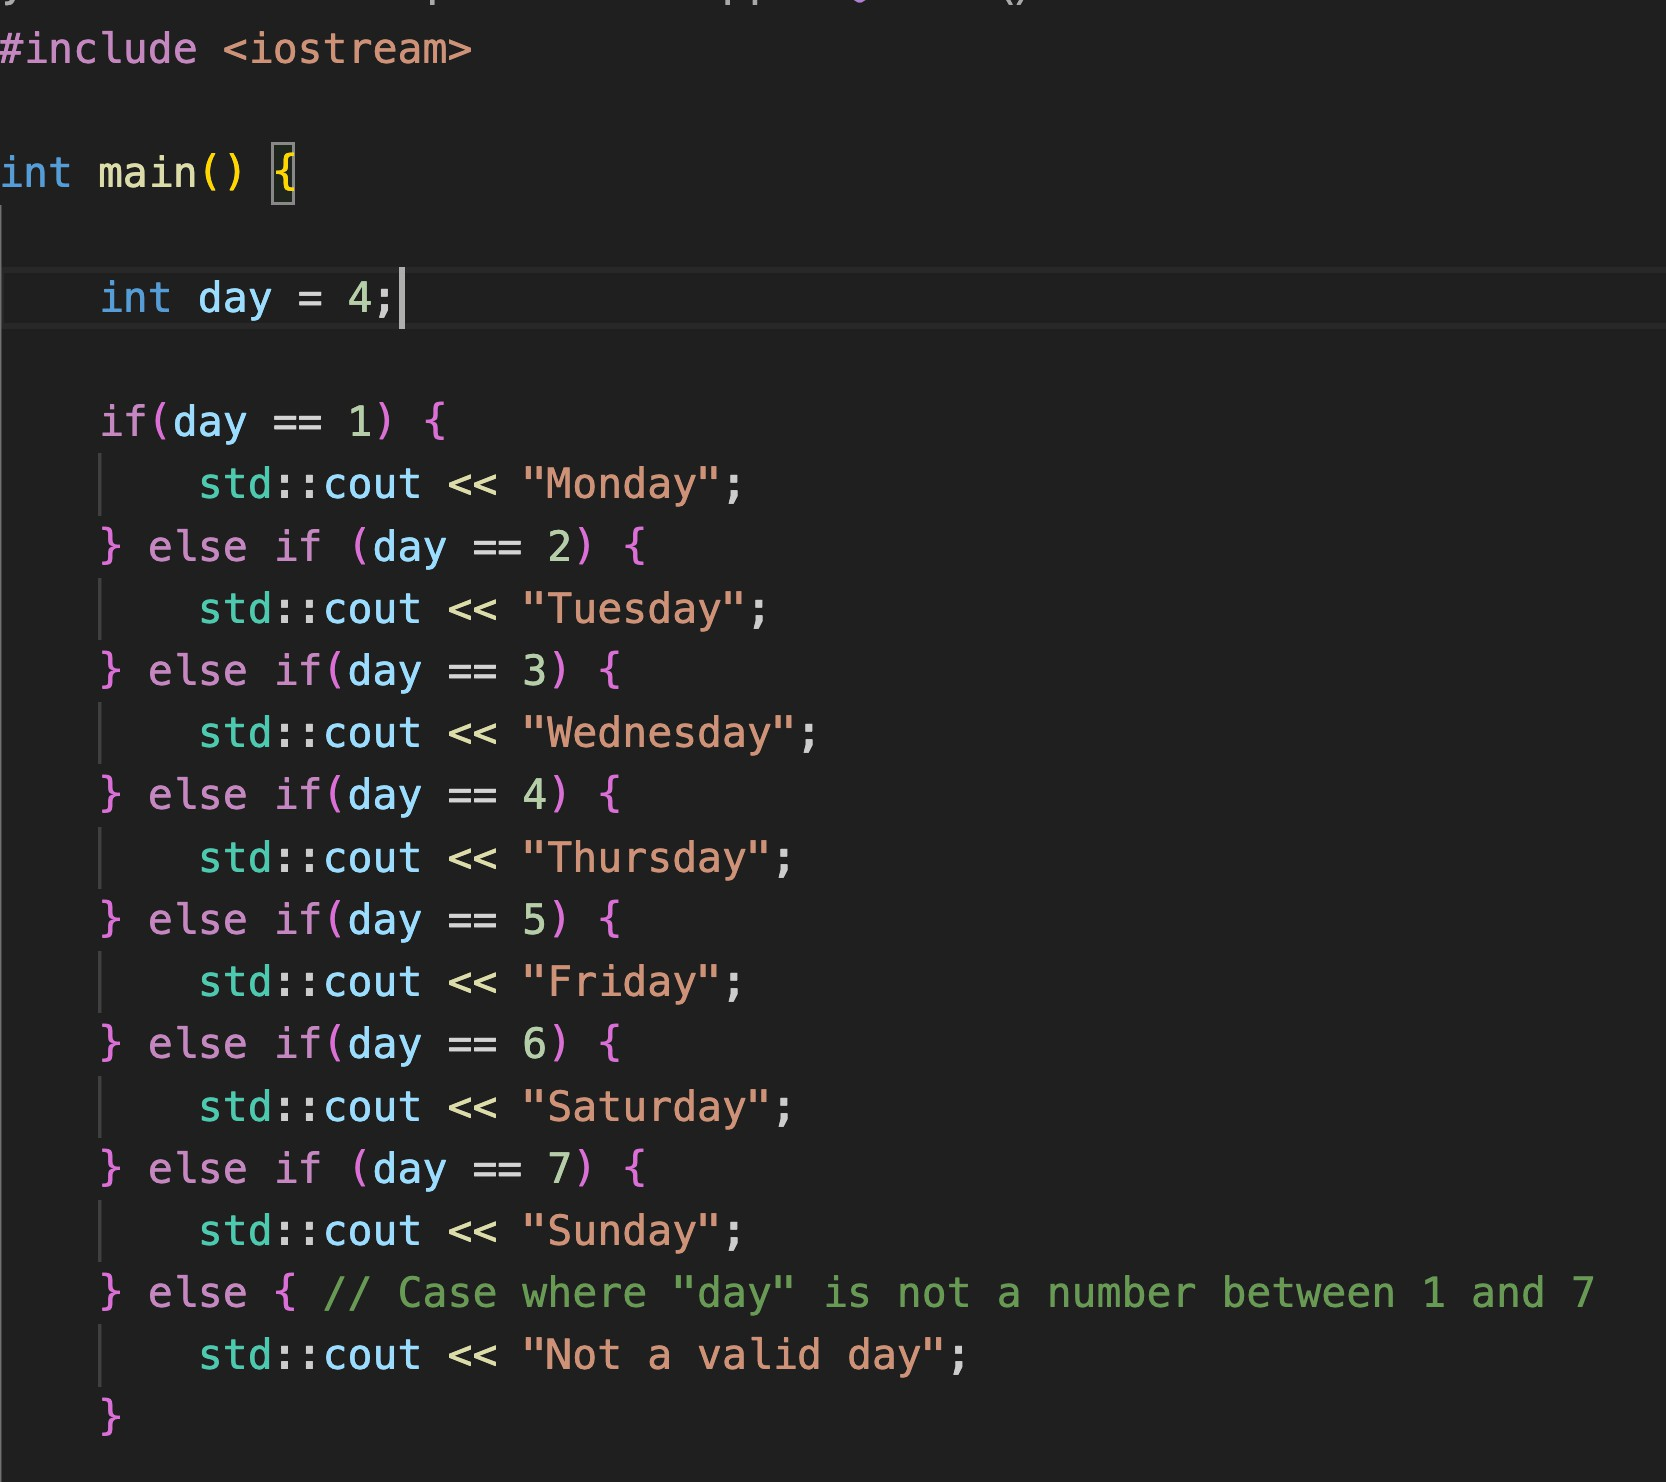 #include <iostream>
int main() {
int day = 4;
if(day == 1) {
std::cout << "Monday";
} else if (day == 2) {
std::cout << "Tuesday";
} else if(day == 3) {
std::cout << "Wednesday";
} else if(day == 4) {
std::cout << "Thursday";
} else if(day == 5) {
std::cout << "Friday";
} else if(day == 6) {
std::cout << "Saturday";
} else if (day == 7) {
std::cout << "Sunday";
} else { // Case where "day" is not a number between 1 and 7
std::cout << "Not a valid day";
}